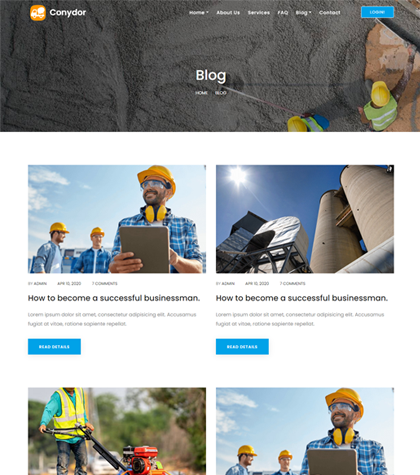 Conydor
Home About Us Services FAQ Blog Contact
LOGIN
Blog
HOME BLOG
BY ADMIN APR 10, 2020 7 COMMENTS
How to become a successful businessman.
Lorem ipsum dolor sit amet, consectetur adipisicing elit. Accusamus
fugiat at vitae, ratione sapiente repellat.
READ DETAILS
BY ADMIN APR 10, 2020 7 COMMENTS
How to become a successful businessman.
Lorem ipsum dolor sit amet, consectetur adipisicing elit. Accusamus
fugiat at vitae, ratione sapiente repellat.
READ DETAILS